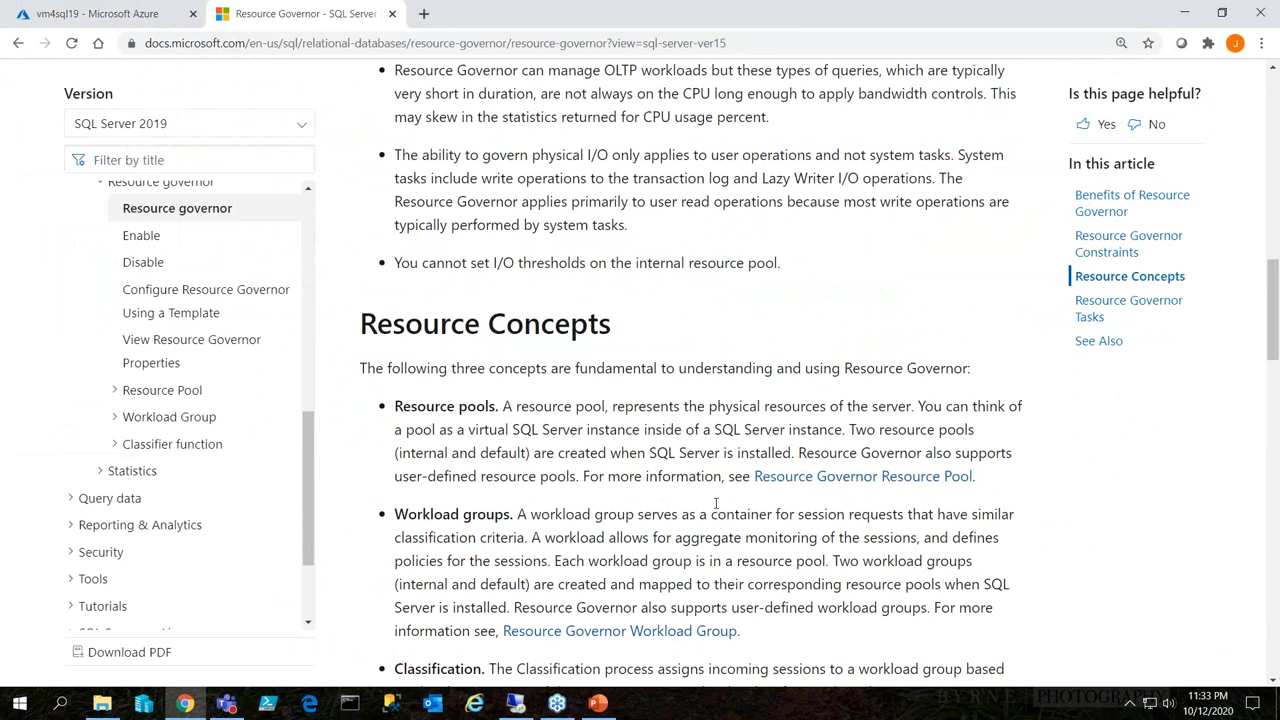 vm4sql19 - Microsoft Azure
Resource Governor - SQL Server
docs.microsoft.com/en-us/sql/relational-databases/resource-governor/resource-governor?view=sql-server-ver15
J
Version
SQL Server 2019
Filter by title
Resource governor
Resource governor
Enable
Disable
Configure Resource Governor
Using a Template
View Resource Governor
Properties
Resource Pool
Workload Group
Classifier function
Statistics
Query data
Reporting & Analytics
Security
Tools
Tutorials
Download PDF
Resource Governor can manage OLTP workloads but these types of queries, which are typically
very short in duration, are not always on the CPU long enough to apply bandwidth controls. This
may skew in the statistics returned for CPU usage percent.
The ability to govern physical I/O only applies to user operations and not system tasks. System
tasks include write operations to the transaction log and Lazy Writer I/O operations. The
Resource Governor applies primarily to user read operations because most write operations are
typically performed by system tasks.
You cannot set I/O thresholds on the internal resource pool.
Resource Concepts
The following three concepts are fundamental to understanding and using Resource Governor:
Resource pools. A resource pool, represents the physical resources of the server. You can think of
a pool as a virtual SQL Server instance inside of a SQL Server instance. Two resource pools
(internal and default) are created when SQL Server is installed. Resource Governor also supports
user-defined resource pools. For more information, see Resource Governor Resource Pool.
Workload groups. A workload group serves as a container for session requests that have similar
classification criteria. A workload allows for aggregate monitoring of the sessions, and defines
policies for the sessions. Each workload group is in a resource pool. Two workload groups
(internal and default) are created and mapped to their corresponding resource pools when SQL
Server is installed. Resource Governor also supports user-defined workload groups. For more
information see, Resource Governor Workload Group.
Classification. The Classification process assigns incoming sessions to a workload group based
Is this page helpful?
Yes No
In this article
Benefits of Resource
Governor
Resource Governor
Constraints
Resource Concepts
Resource Governor
Tasks
See Also
PHOTOGRAPHY
11:33 PM
10/12/2020